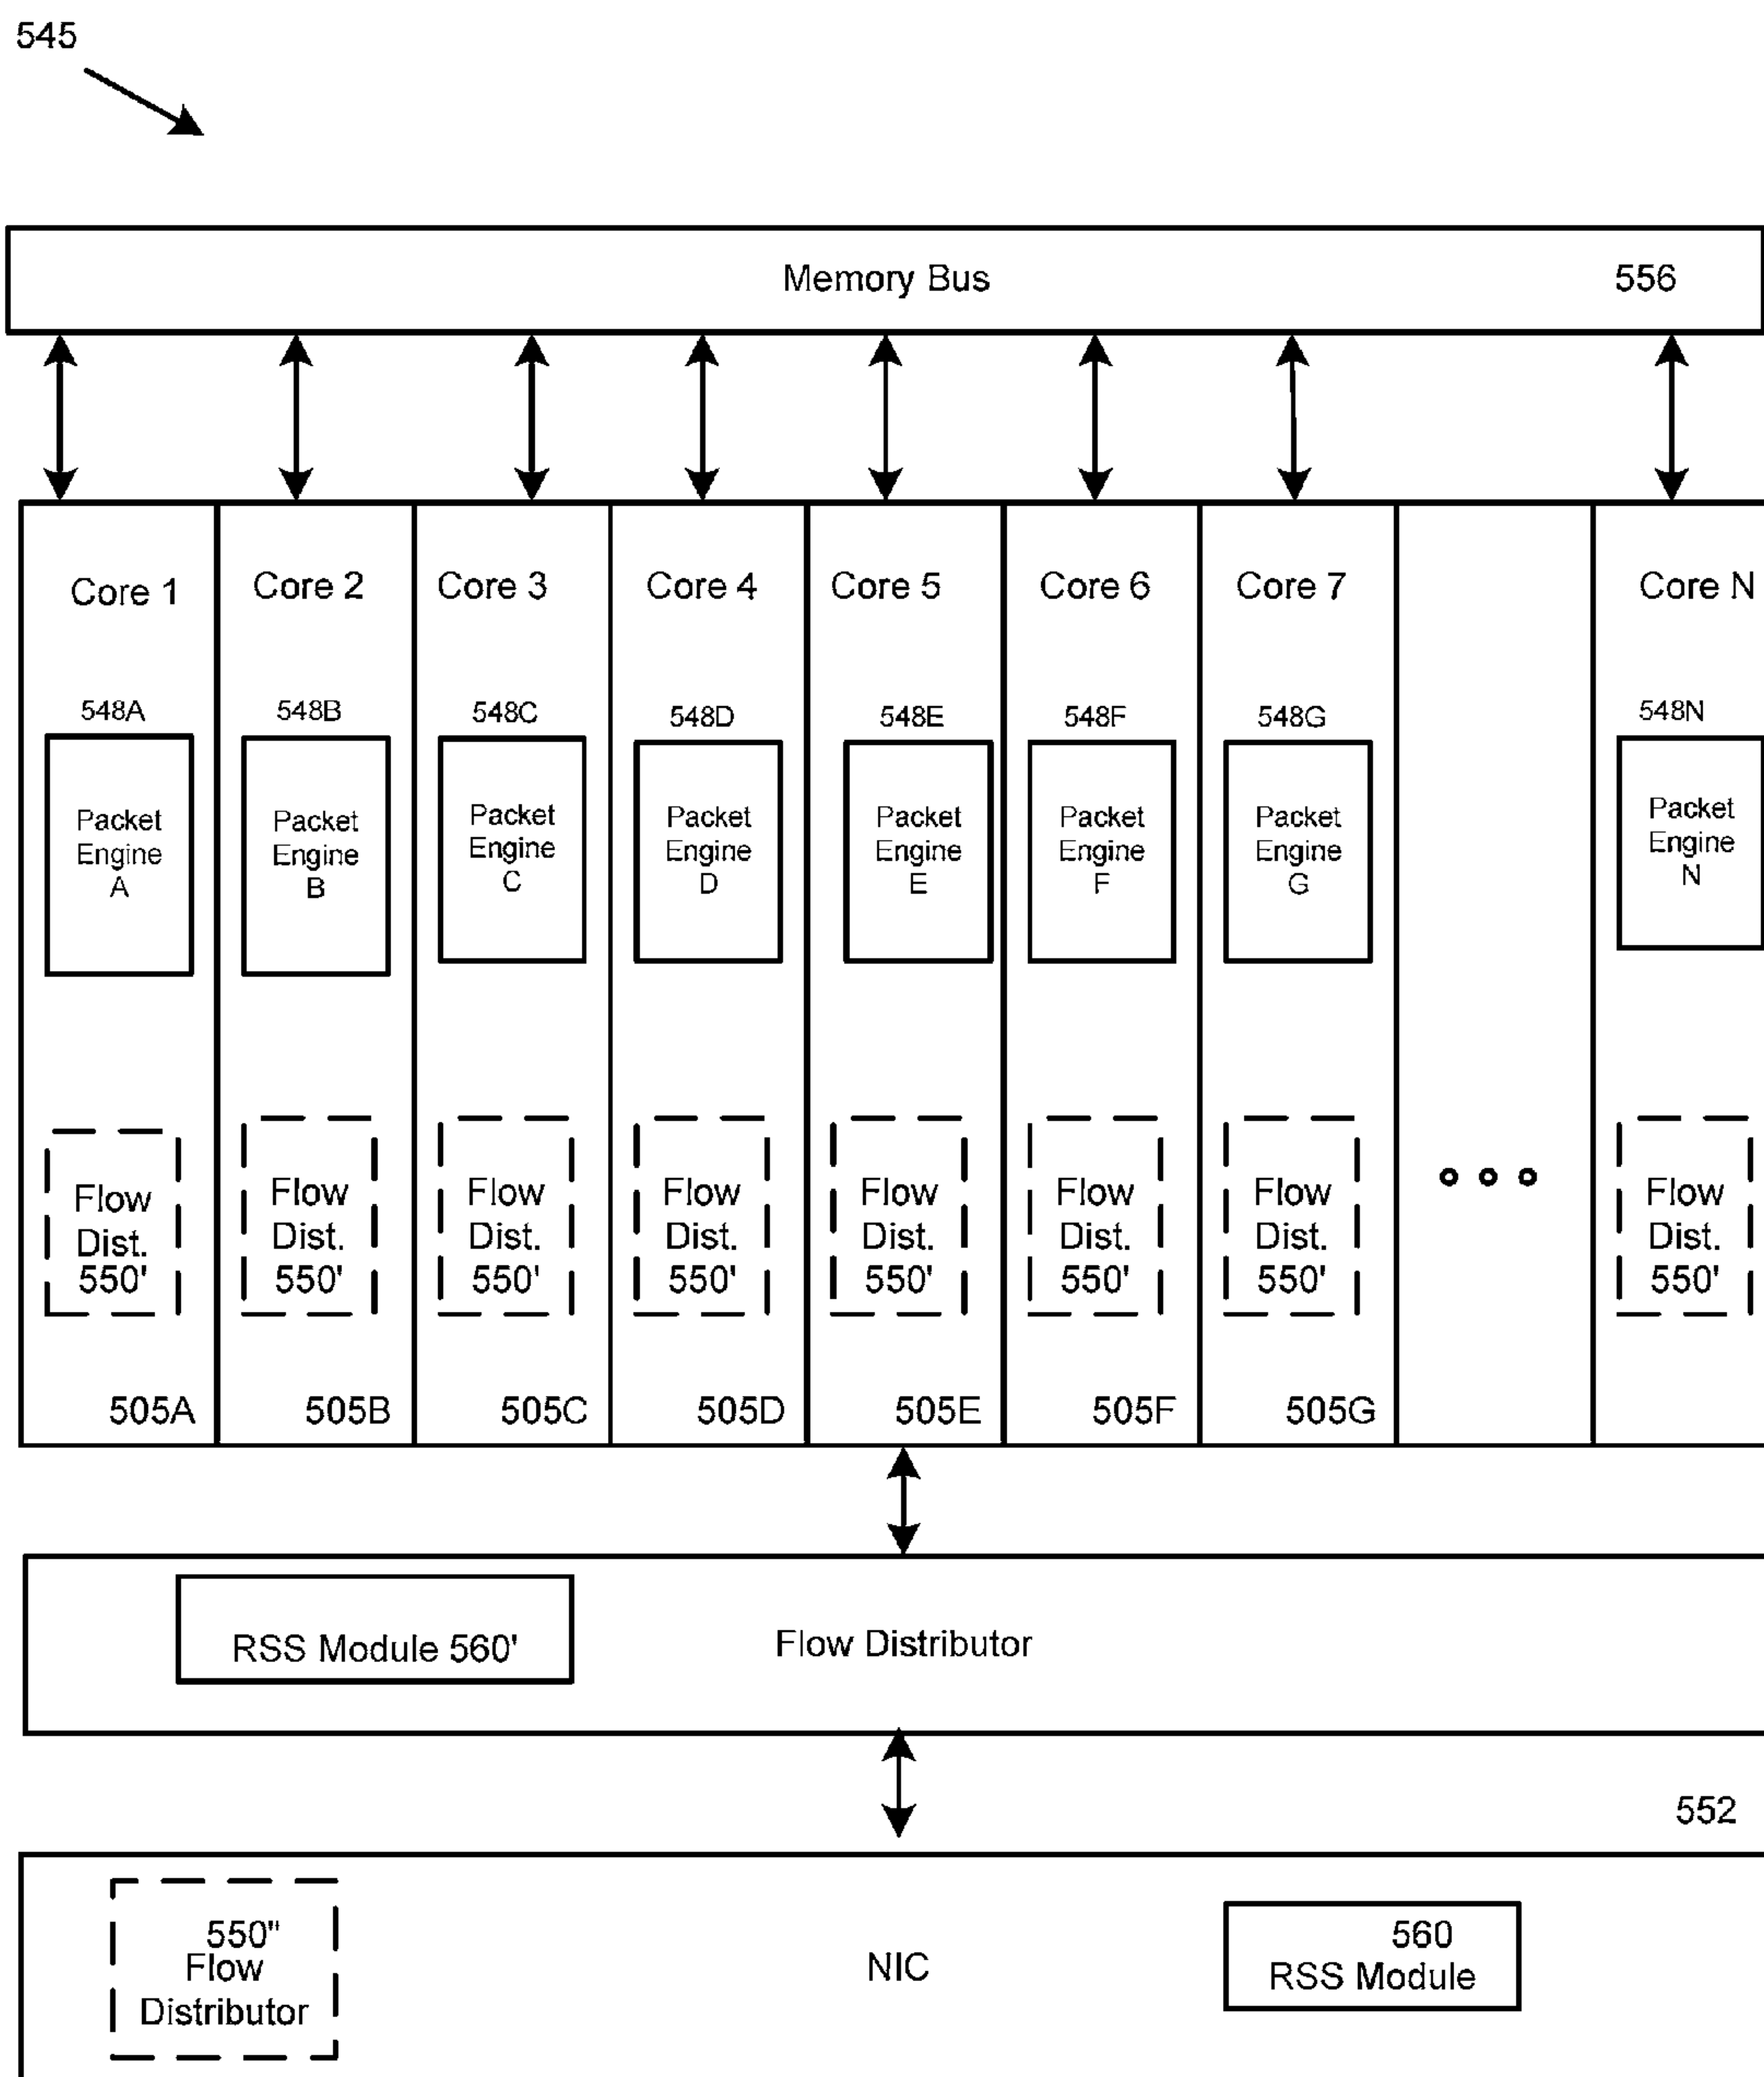 545
Memory Bus 556
Core 1 Core 2 Core 3 Core 4 Core 5 Core 6 Core 7 Core N
548A 548B 548C 548D 548E 548F 548G 548N
Packet
Engine
A
Packet
Engine
B
Packet
Engine
C
Packet
Engine
D
Packet
Engine
E
Packet
Engine
F
Packet
Engine
G
Packet
Engine
N
Flow
Dist.
550'
Flow
Dist.
550'
Flow
Dist.
550'
Flow
Dist.
550'
Flow
Dist.
550'
Flow
Dist.
550'
Flow
Dist.
550'
Flow
Dist.
550'
505A 505B 505C 505D 505E 505F 505G
RSS Module 560'
Flow Distributor
552
550"
Flow
Distributor
NIC
560
RSS Module